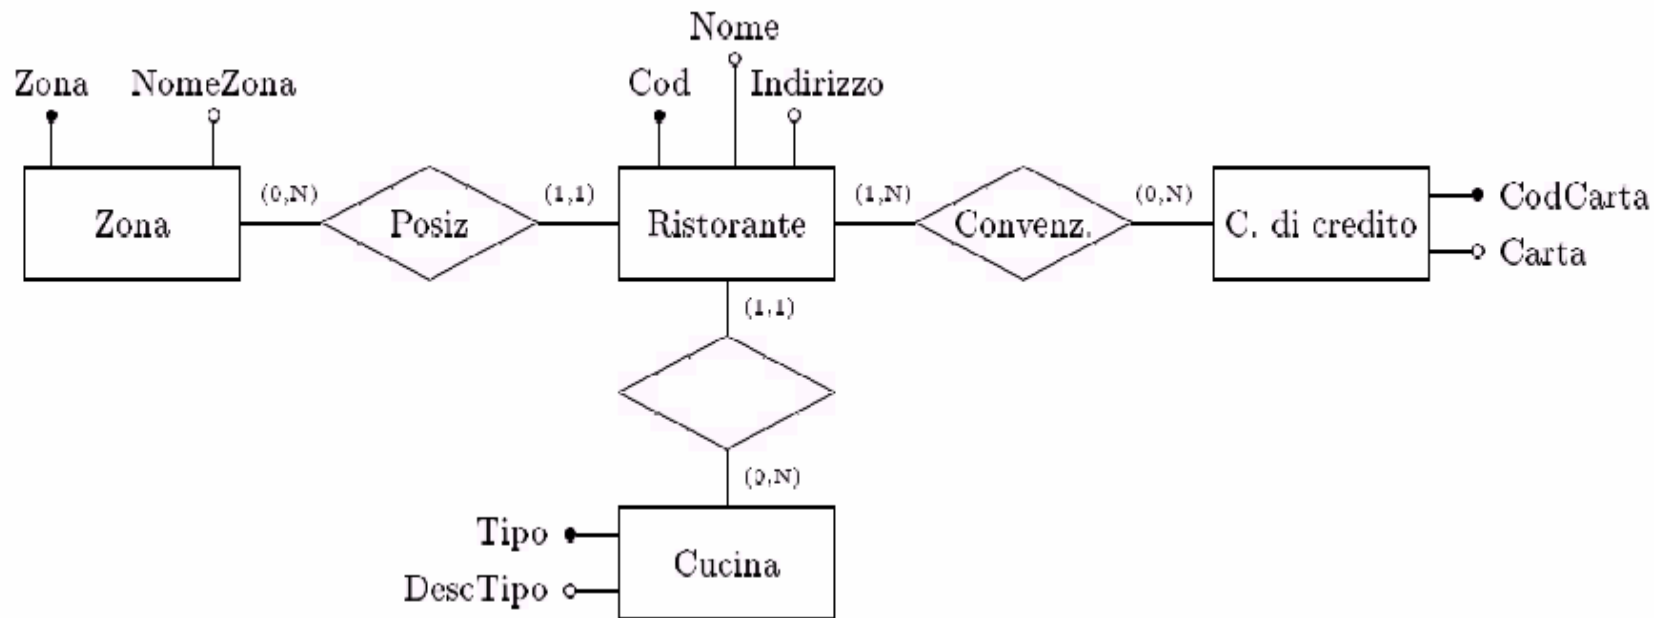 Nome
Zona NomeZona Cod Indirizzo
(0,N) (1,1) (1,N) (0,N)
Zona Posiz Ristorante Convenz. C. di credito
CodCarta
Carta
(1,1)
(0,N)
Tipo
Cucina
DescTipo